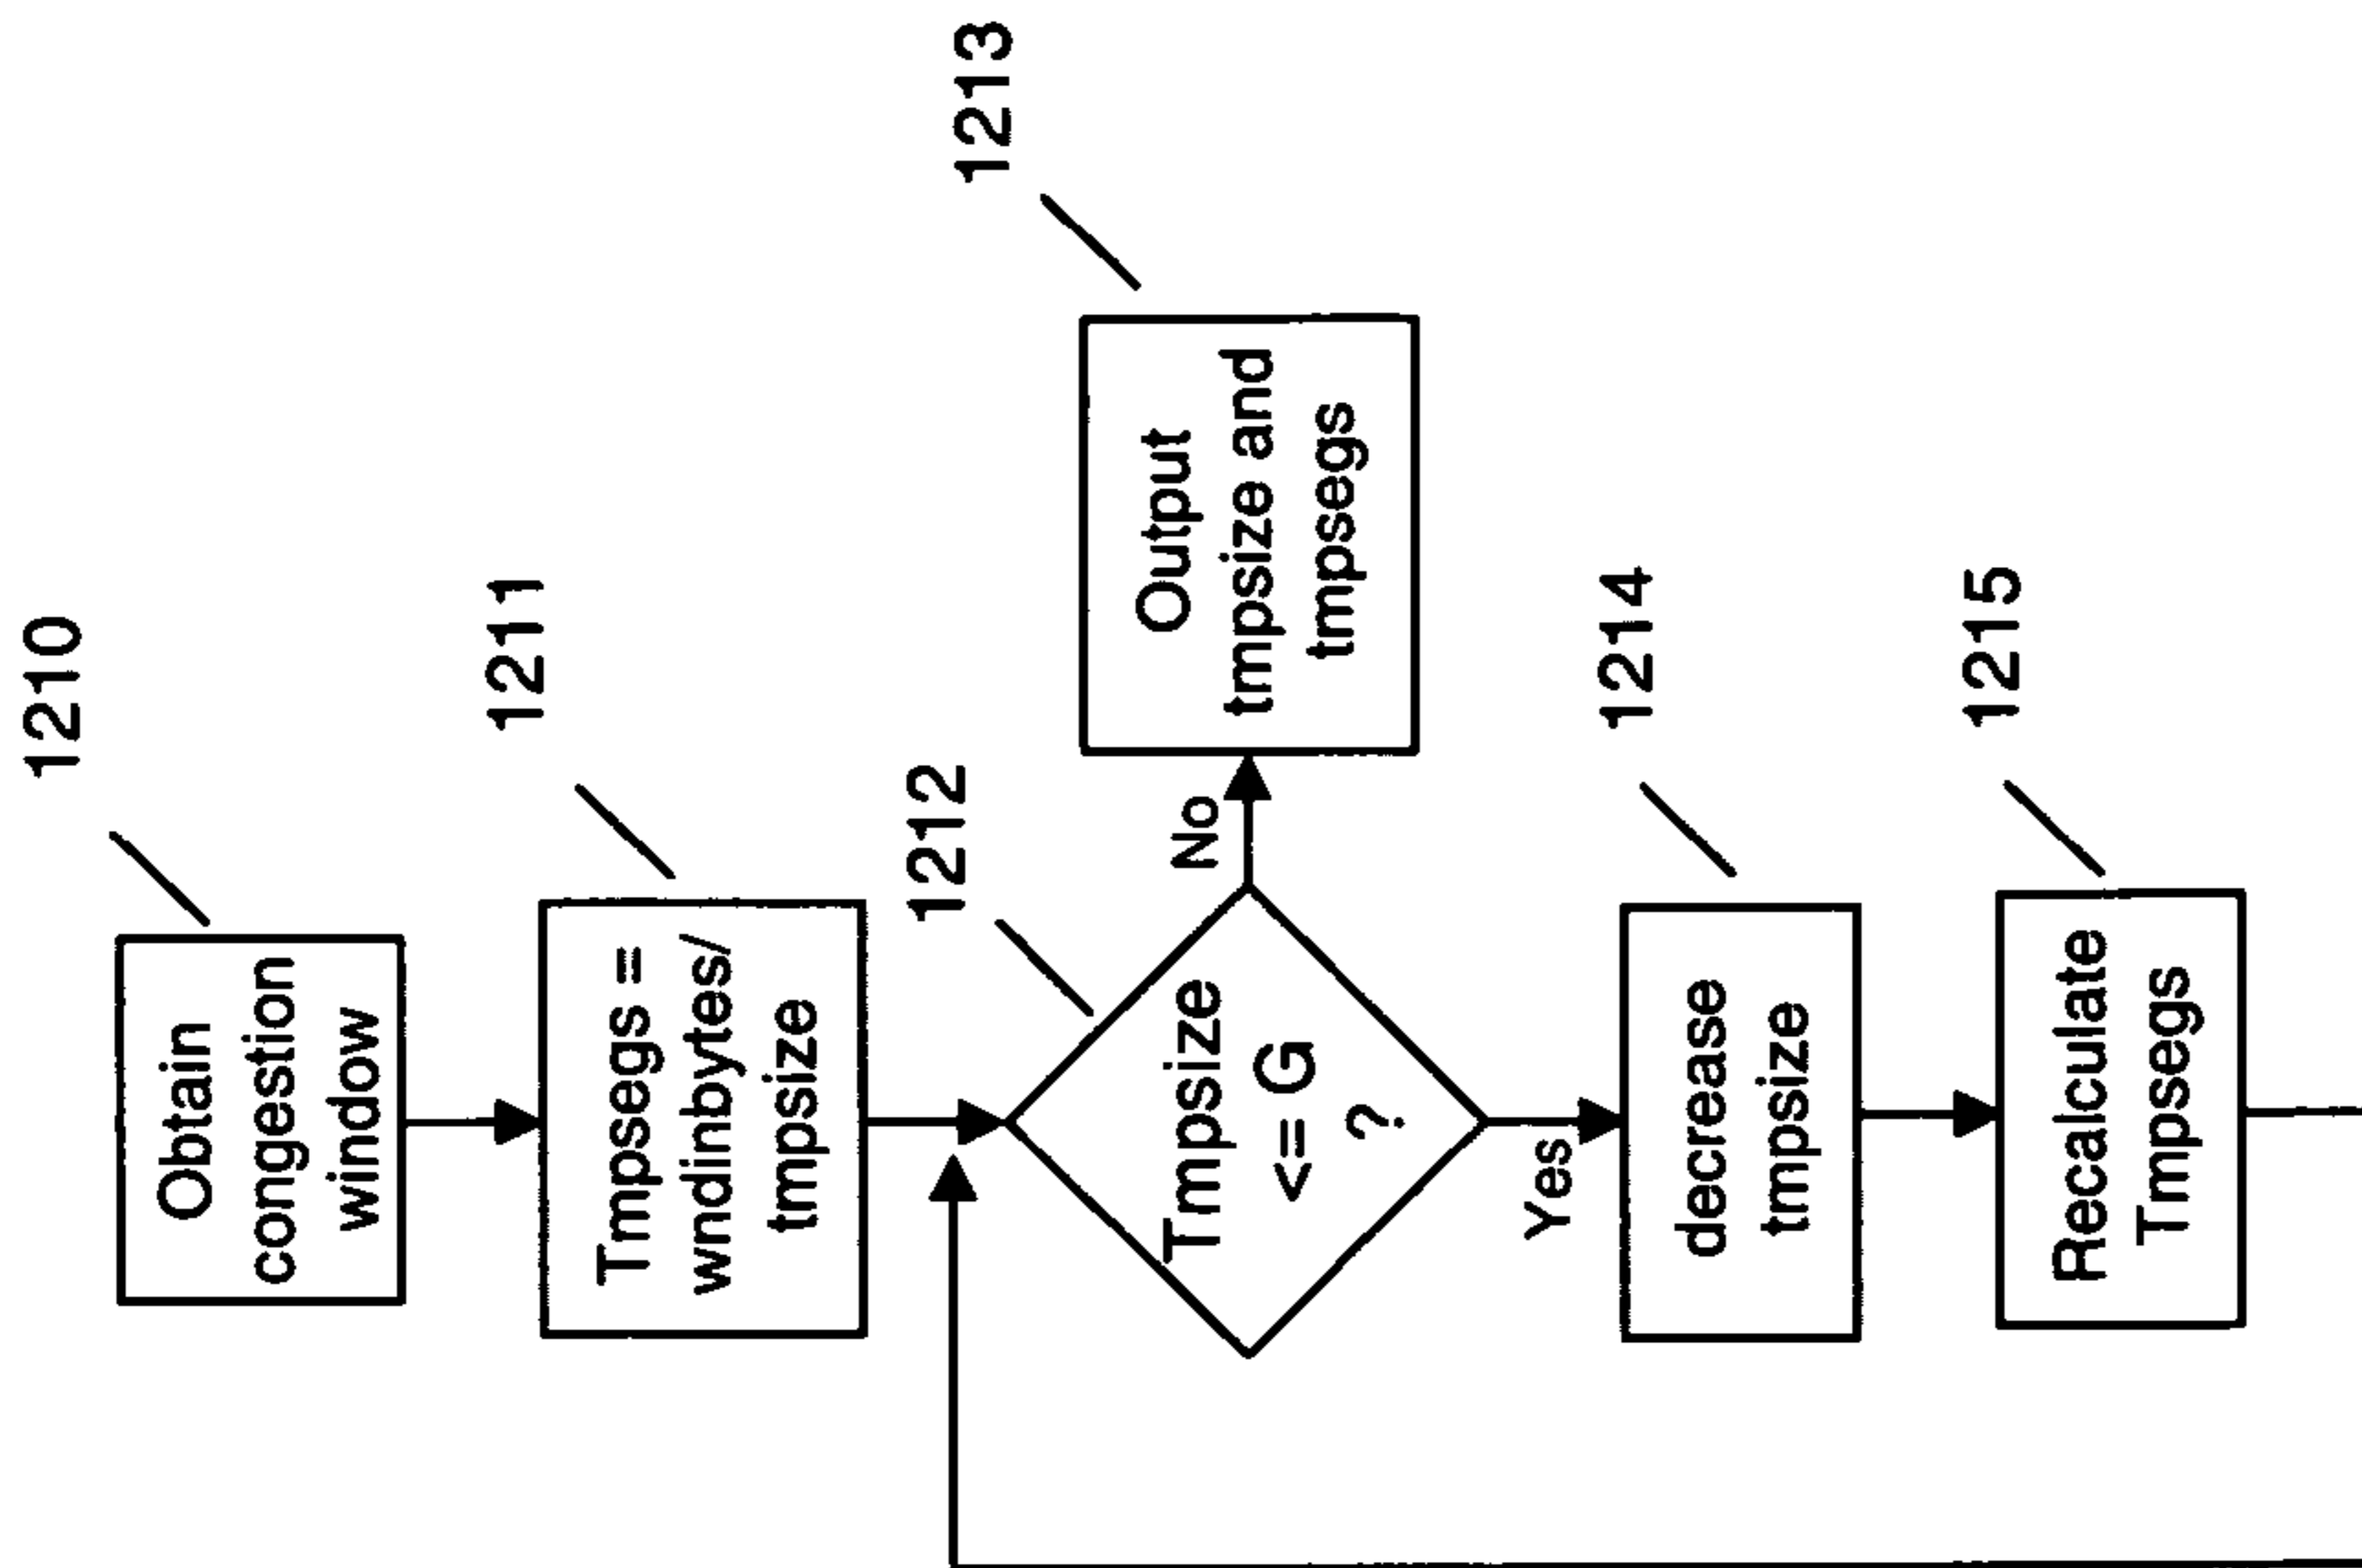 1210
Obtain
congestion
window
1211
Tmpsegs =
wndinbytes/
tmpsize
1212
Tmpsize
<= G
?
No
1213
Output
tmpsize and
tmpsegs
Yes
1214
decrease
tmpsize
1215
Recalculate
Tmpsegs